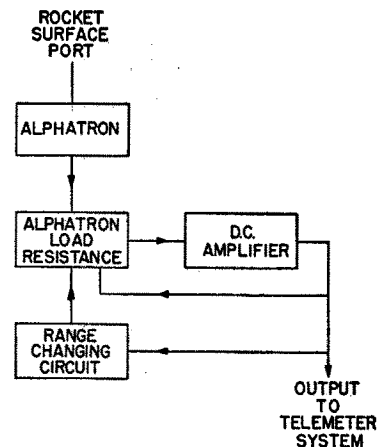 ROCKET
SURFACE
PORT
ALPHATRON
ALPHATRON
LOAD
RESISTANCE
D.C.
AMPLIFIER
RANGE
CHANGING
CIRCUIT
OUTPUT
TO
TELEMETER
SYSTEM